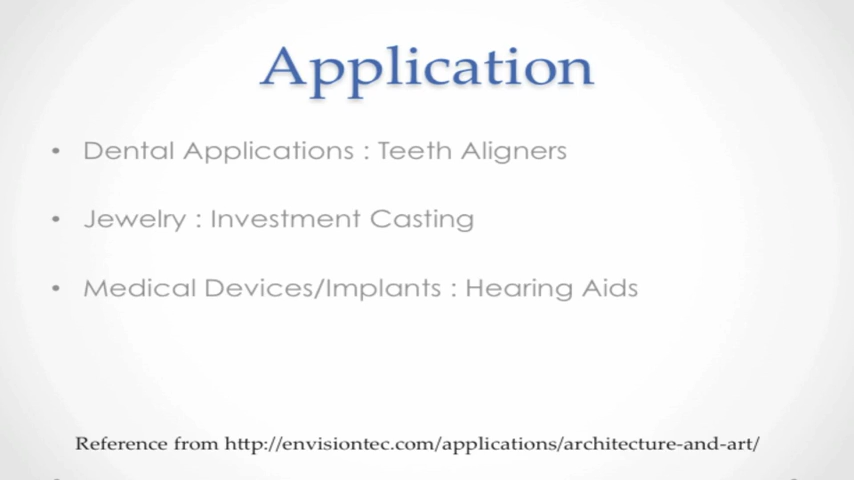 Application
• Dental Applications : Teeth Aligners
• Jewelry : Investment Casting
• Medical Devices/Implants : Hearing Aids
Reference from http://envisiontec.com/applications/architecture-and-art/